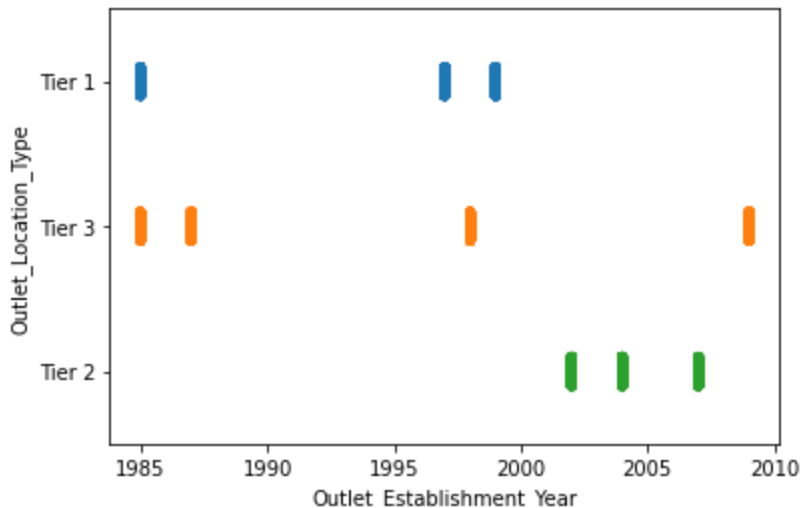 Outlet_Location_Type
Tier 1
Tier 3
Tier 2
1985 1990 1995 2000 2005 2010
Outlet_Establishment_Year